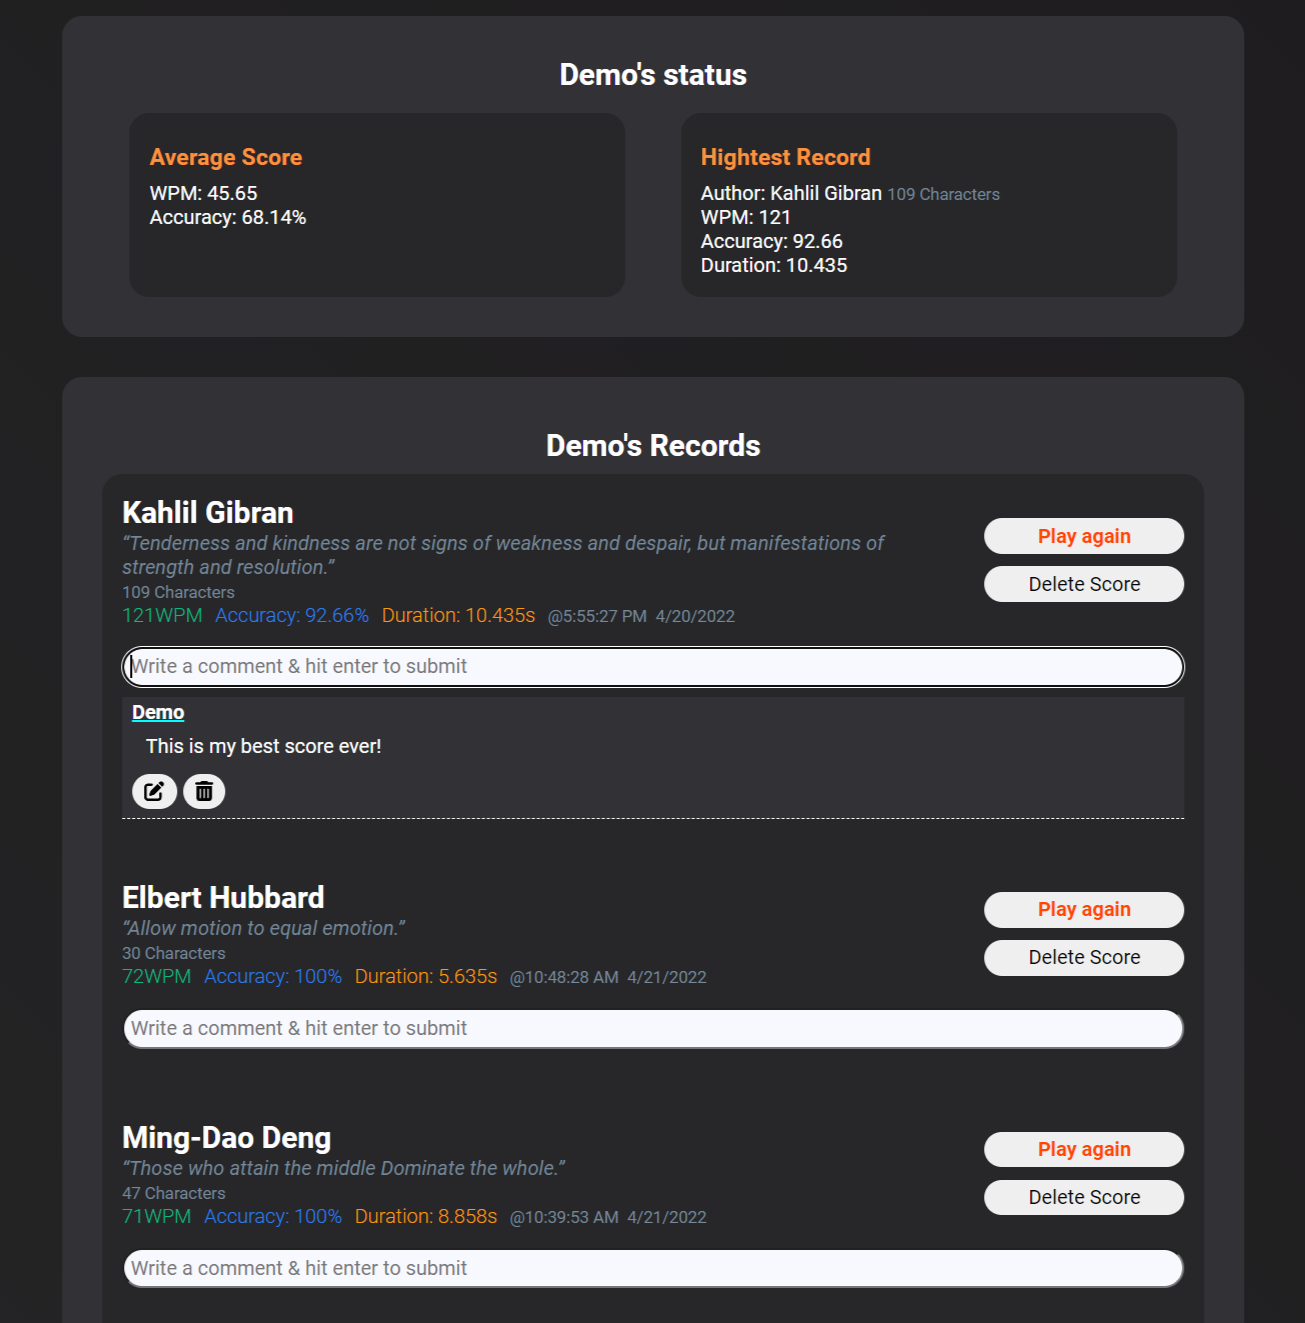 Demo's status
Average Score
WPM: 45.65
Accuracy: 68.14%
Hightest Record
Author: Kahlil Gibran 109 Characters
WPM: 121
Accuracy: 92.66
Duration: 10.435
Demo's Records
Kahlil Gibran
“Tenderness and kindness are not signs of weakness and despair, but manifestations of
strength and resolution.”
109 Characters
121WPM Accuracy: 92.66% Duration: 10.435s @5:55:27 PM 4/20/2022
Play again
Delete Score
Write a comment & hit enter to submit
Demo
This is my best score ever!
Elbert Hubbard
“Allow motion to equal emotion.”
30 Characters
72WPM Accuracy: 100% Duration: 5.635s @10:48:28 AM 4/21/2022
Play again
Delete Score
Write a comment & hit enter to submit
Ming-Dao Deng
“Those who attain the middle Dominate the whole.”
47 Characters
71WPM Accuracy: 100% Duration: 8.858s @10:39:53 AM 4/21/2022
Play again
Delete Score
Write a comment & hit enter to submit